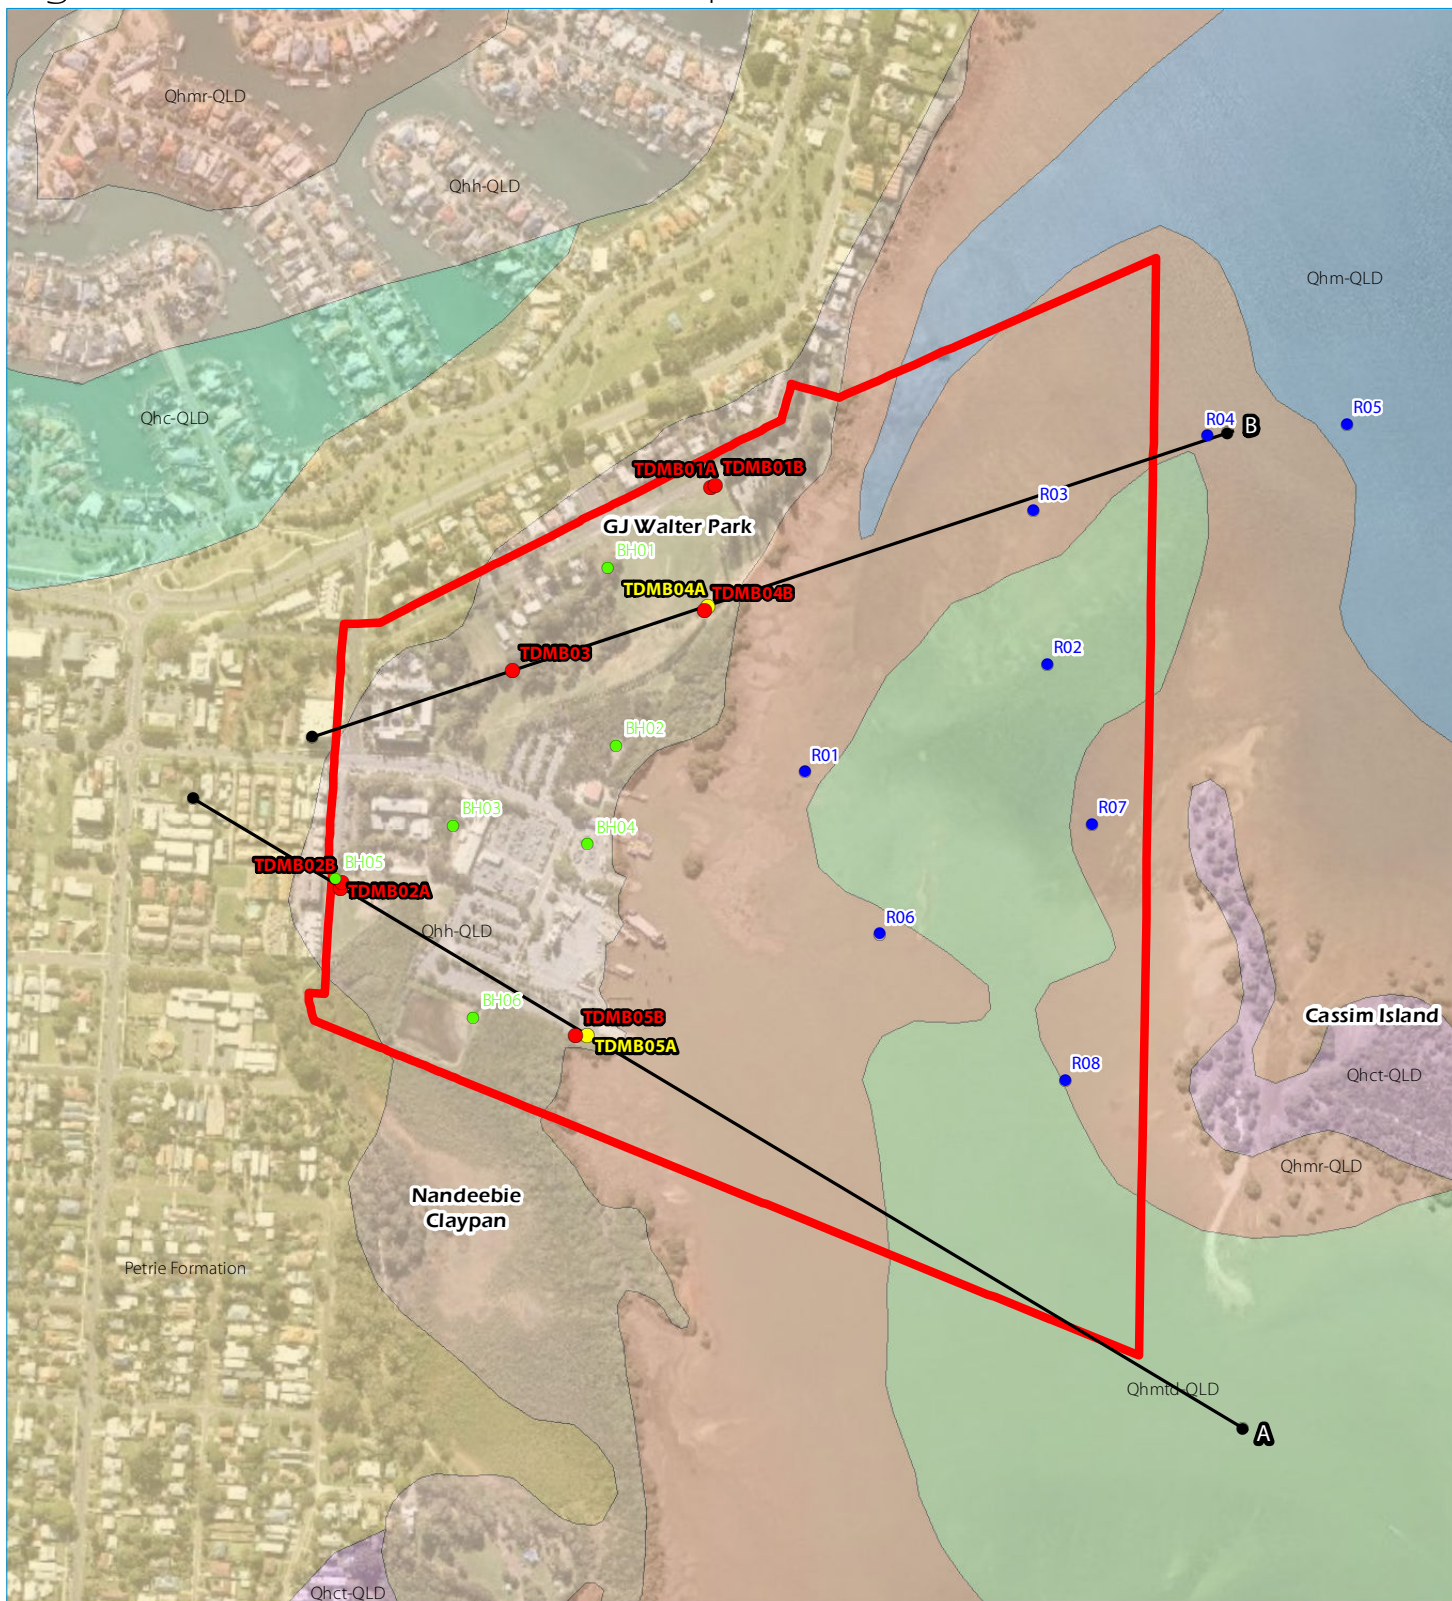 Qhmr-QLD
Qhh-QLD
Qhm-QLD
Qhc-QLD
R05
R04
B
TDMB01A
TDMB01B
R03
GJ Walter Park
BH01
TDMB04A
TDMB04B
TDMB03
R02
BH02
R01
BH03
R07
BH04
TDMB02B
BH05
TDMB02A
R06
Qhh-QLD
BH06
TDMB05B
Cassim Island
TDMB05A
R08
Qhct-QLD
Qhmr-QLD
Nandeebie
Claypan
Petrie Formation
Qhmtd-QLD
A
Qhct-QLD